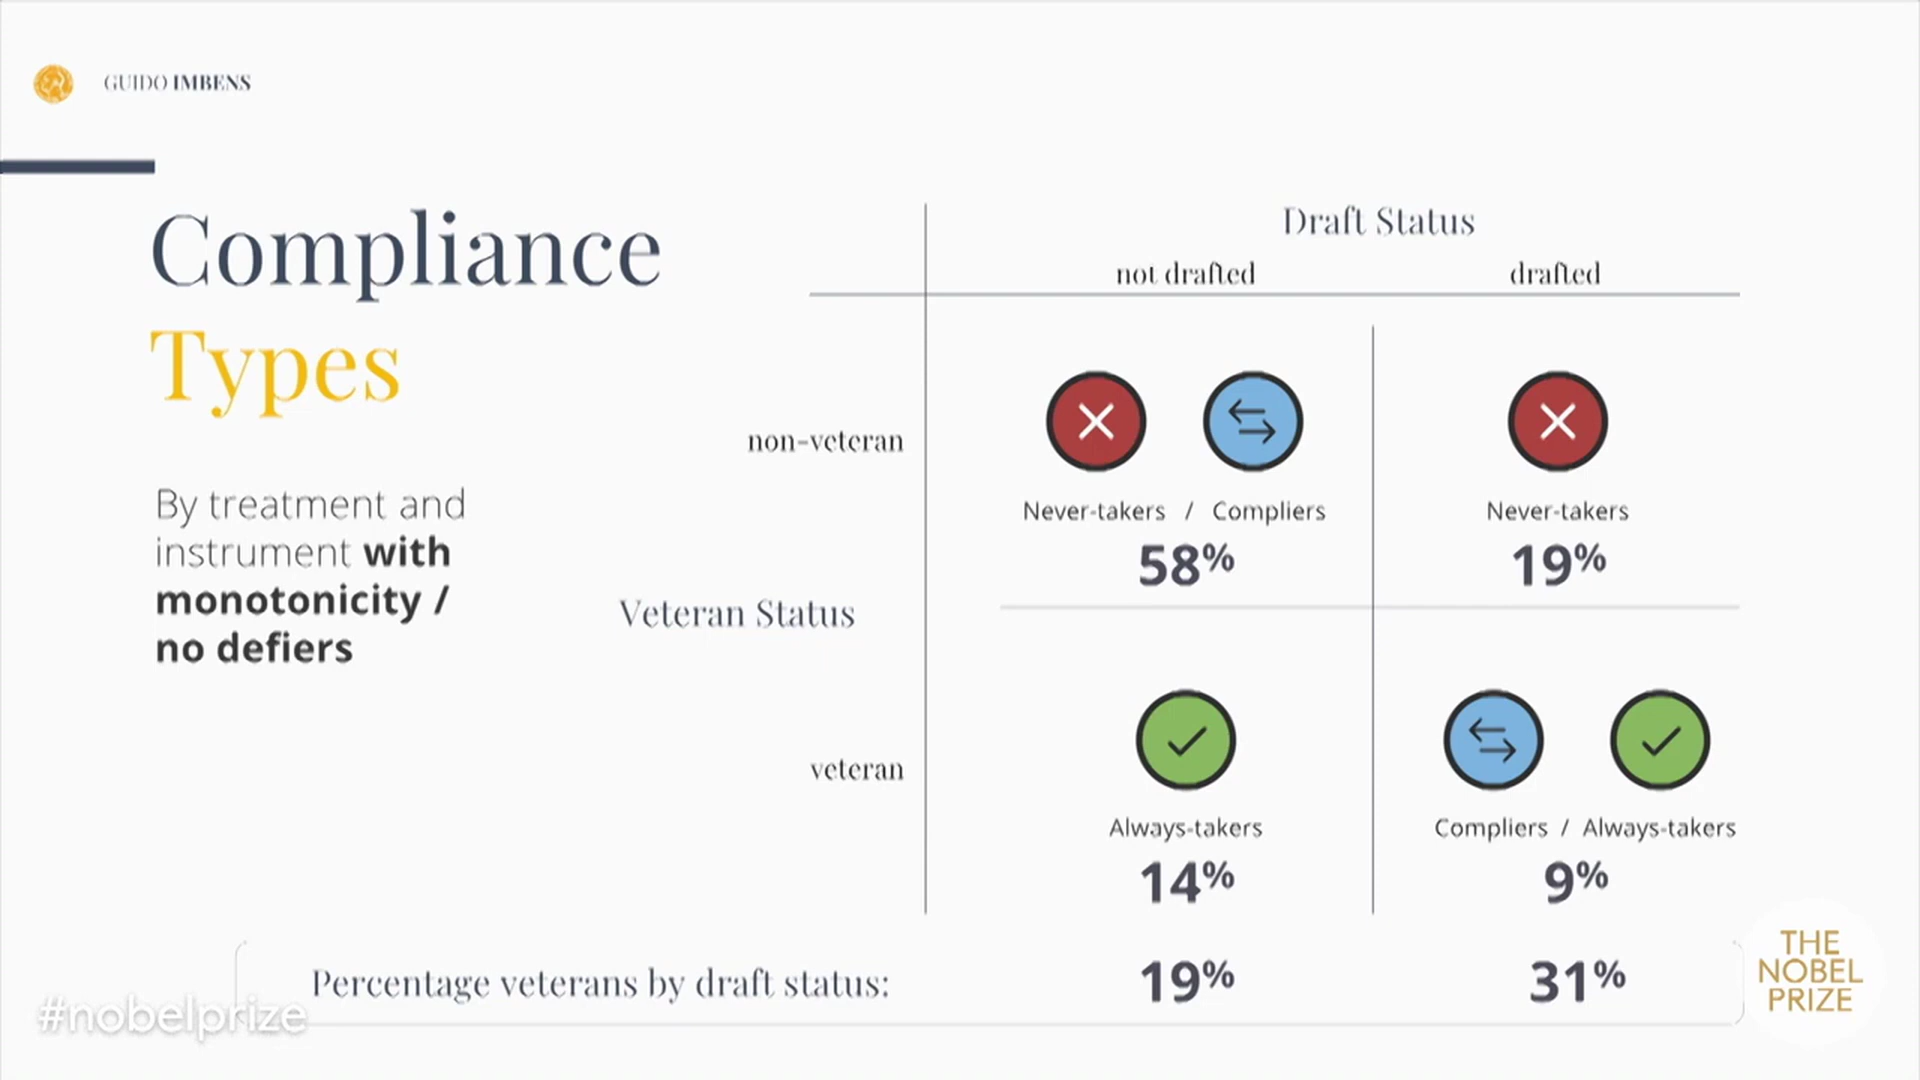 GUIDO IMBENS
Compliance
Types
By treatment and
instrument with
monotonicity /
no defiers
Draft Status
not drafted
drafted
Veteran Status
non-veteran
Never-takers / Compliers
58%
Never-takers
19%
veteran
Always-takers
14%
Compliers / Always-takers
9%
Percentage veterans by draft status:
19%
31%
#nobelprize
THE
NOBEL
PRIZE